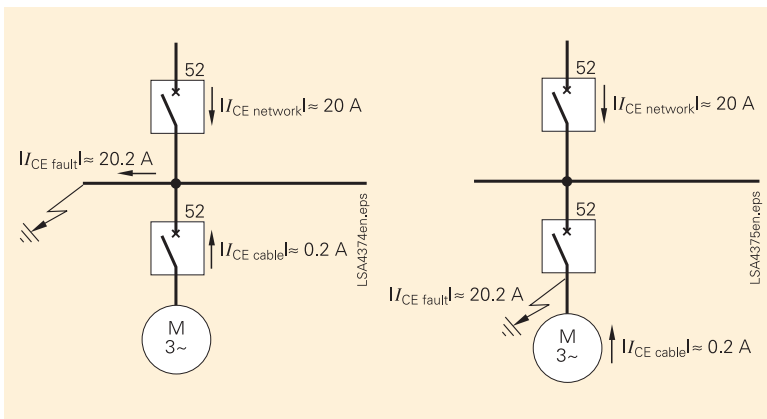 52
|I_CE network| ≈ 20 A
|I_CE fault| ≈ 20.2 A
52
|I_CE cable| ≈ 0.2 A
M
3~
LSA4374en.eps
52
|I_CE network| ≈ 20 A
52
|I_CE fault| ≈ 20.2 A
M
3~
|I_CE cable| ≈ 0.2 A
LSA4375en.eps